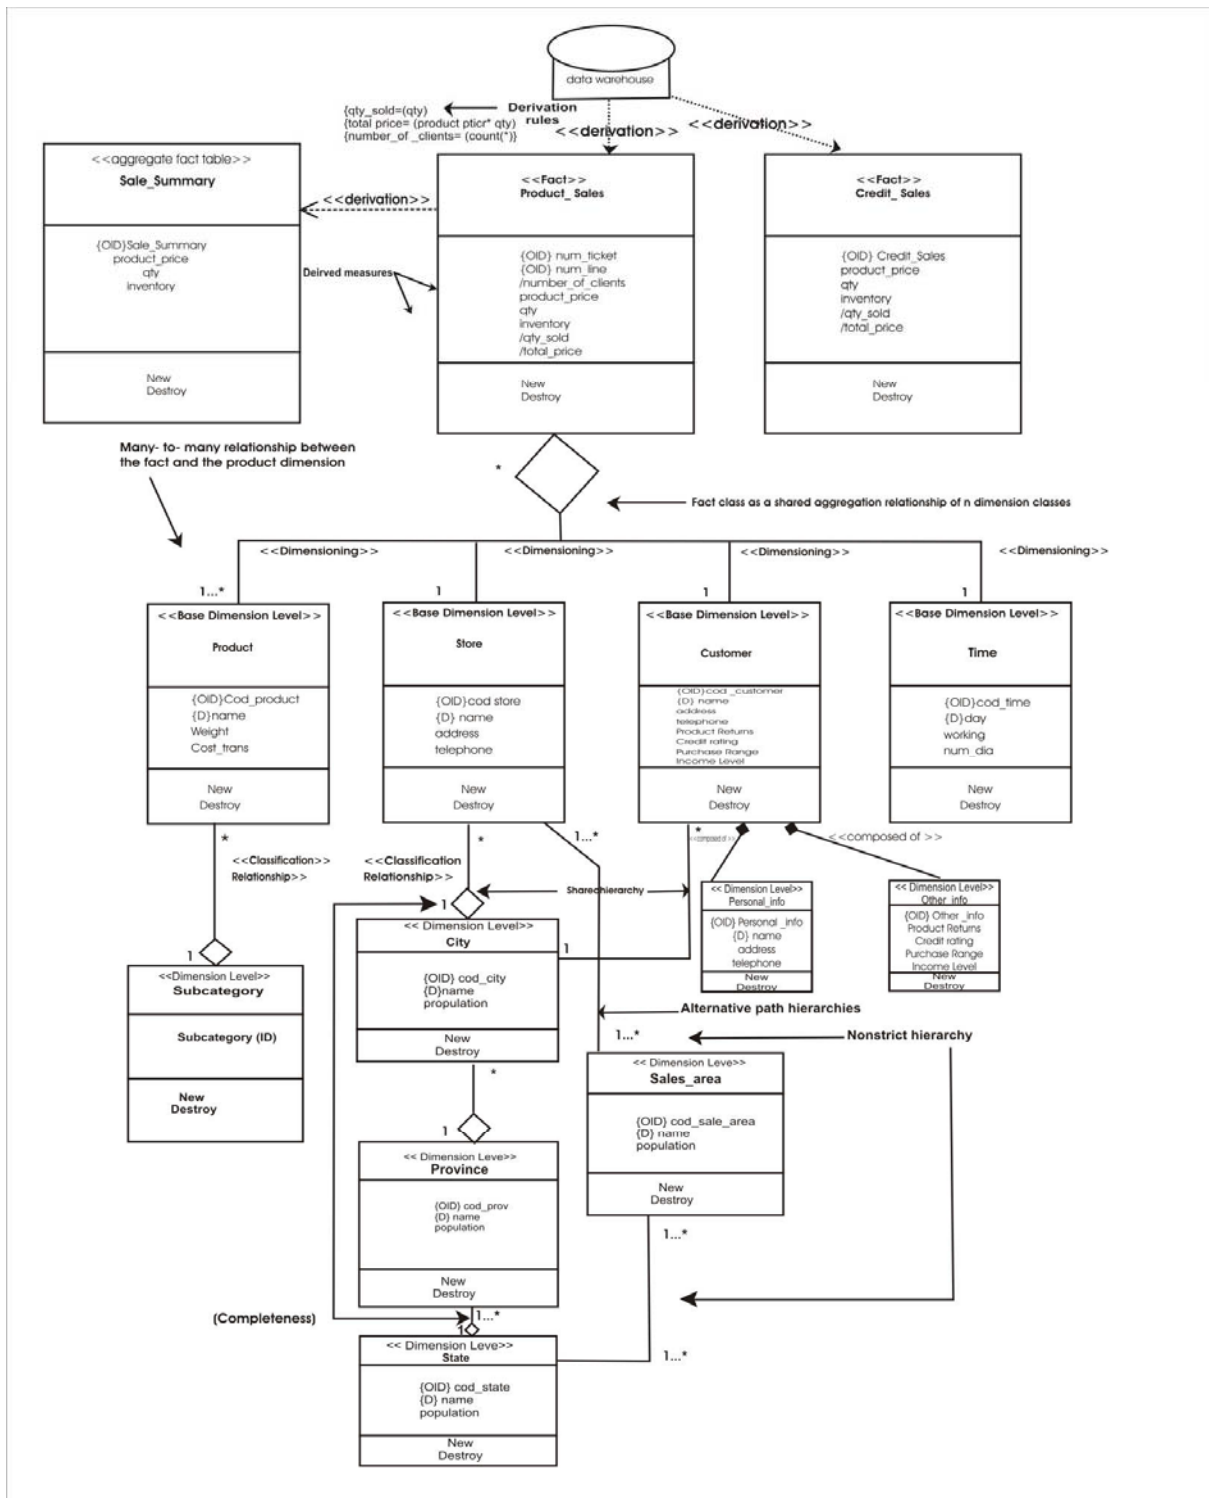 data warehouse
{qty_sold=(qty)
{total price= (product pticr* qty)
{number_of _clients= (count(*)}
Derivation
rules
<<derivation>>
<<derivation>>
<<aggregate fact table>>
Sale_Summary
{OID}Sale_Summary
product_price
qty
inventory
New
Destroy
<<derivation>>
Deirved measures
<<Fact>>
Product_ Sales
{OID} num_ticket
{OID} num_line
/number_of_clients
product_price
qty
inventory
/qty_sold
/total_price
New
Destroy
<<Fact>>
Credit_Sales
{OID} Credit_Sales
product_price
qty
inventory
/qty_sold
/total_price
New
Destroy
Many- to- many relationship between
the fact and the product dimension
*
Fact class as a shared aggregation relationship of n dimension classes
<<Dimensioning>>
<<Dimensioning>>
<<Dimensioning>>
<<Dimensioning>>
1...*
1
1
1
<<Base Dimension Level>>
Product
{OID}Cod_product
{D}name
Weight
Cost_trans
New
Destroy
<<Base Dimension Level>>
Store
{OID}cod store
{D} name
address
telephone
New
Destroy
<<Base Dimension Level>>
Customer
{OID}cod _customer
{D} name
address
telephone
Product Returns
Credit rating
Purchase Range
Income Level
New
Destroy
<<Base Dimension Level>>
Time
{OID}cod_time
{D}day
working
num_dia
New
Destroy
*
<<Classification>>
Relationship>>
*
<<Classification
Relationship>>
1...*
*
<<composed of >>
<<composed of >>
Sharedhierarchy
1
1
<<Dimension Level>>
Subcategory
Subcategory (ID)
New
Destroy
1
<< Dimension Level>>
City
{OID} cod_city
{D}name
propulation
New
Destroy
<< Dimension Level>>
Personal_info
{OID} Personal _info
{D} name
address
telephone
New
Destroy
<< Dimension Level>>
Other_info
{OID} Other _info
Product Returns
Credit rating
Purchase Range
Income Level
New
Destroy
Alternative path hierarchies
1...*
Nonstrict hierarchy
*
1
<< Dimension Leve>>
Sales_area
{OID} cod_sale_area
{D} name
population
New
Destroy
<< Dimension Leve>>
Province
{OID} cod_prov
{D} name
population
New
Destroy
1...*
(Completeness)
1...*
1
<< Dimension Leve>>
State
{OID} cod_state
{D} name
population
New
Destroy
1...*